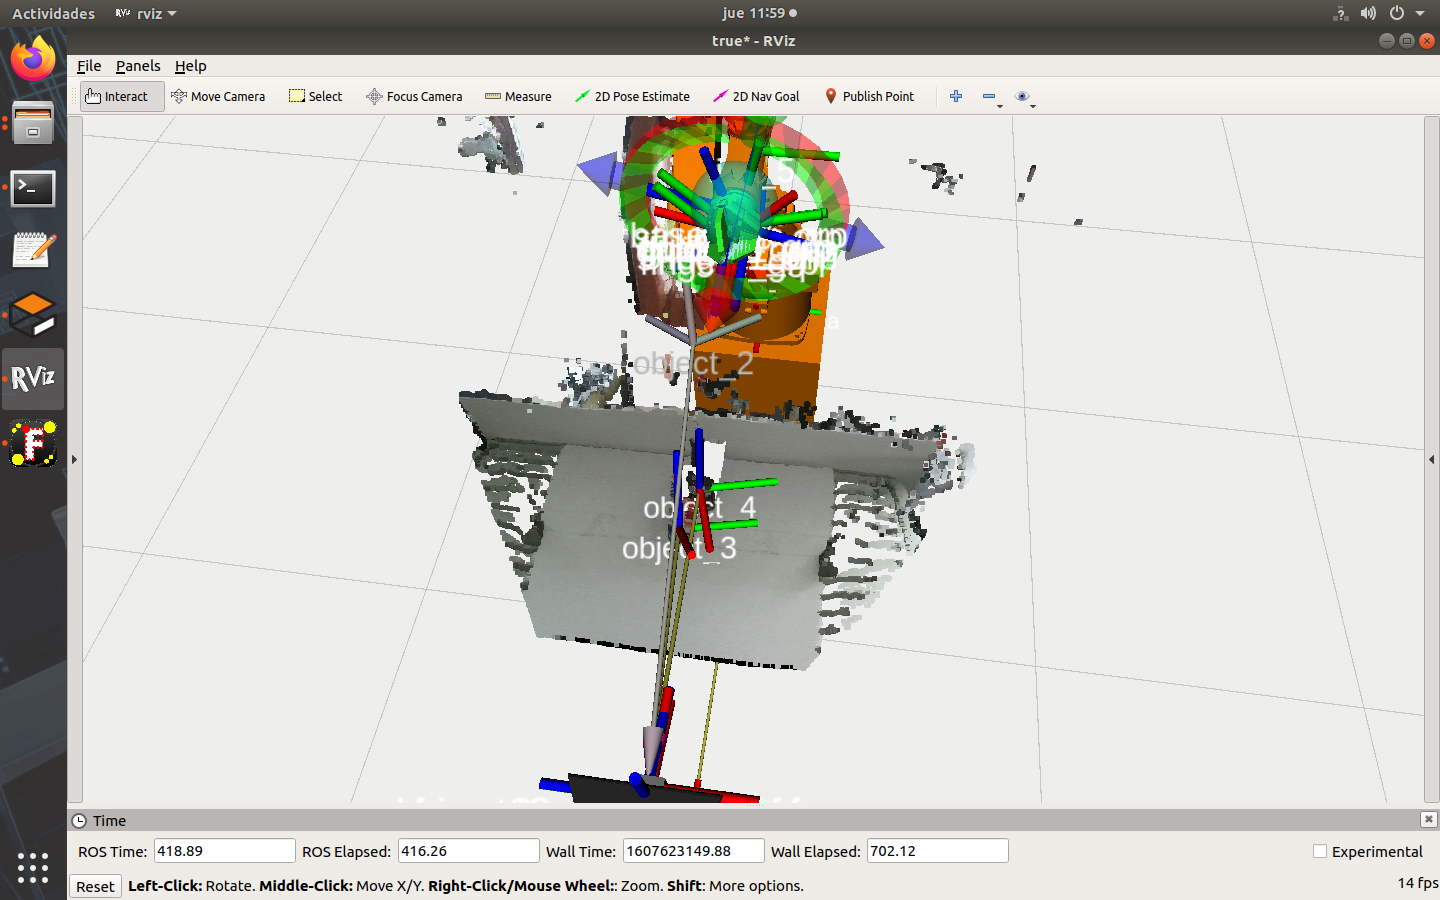 Actividades
RViz rviz
jue 11:59
true* - RViz
File Panels Help
Interact Move Camera Select Focus Camera Measure 2D Pose Estimate 2D Nav Goal Publish Point
RViz
F
_5
object_2
object_4
object_3
Time
ROS Time: 418.89 ROS Elapsed: 416.26 Wall Time: 1607623149.88 Wall Elapsed: 702.12 Experimental
Reset Left-Click: Rotate. Middle-Click: Move X/Y. Right-Click/Mouse Wheel:: Zoom. Shift: More options. 14 fps